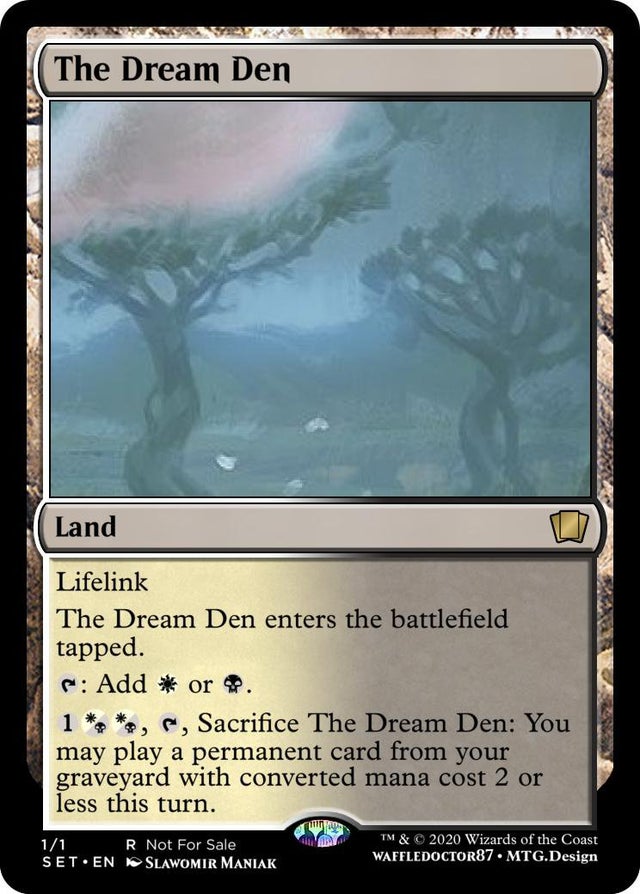 The Dream Den
Land
Lifelink
The Dream Den enters the battlefield
tapped.
: Add or .
1 , , Sacrifice The Dream Den: You
may play a permanent card from your
graveyard with converted mana cost 2 or
less this turn.
1/1 R Not For Sale
SET • EN Slawomir Maniak
™ & © 2020 Wizards of the Coast
waffledoctor87 • MTG.Design